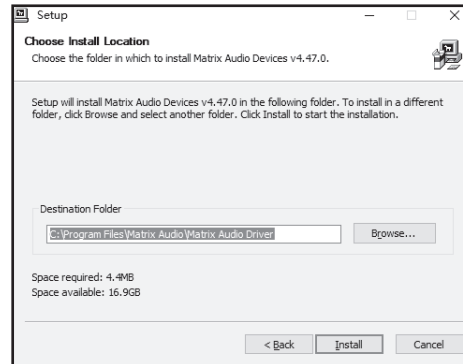 Setup
Choose Install Location
Choose the folder in which to install Matrix Audio Devices v4.47.0.
Setup will install Matrix Audio Devices v4.47.0 in the following folder. To install in a different
folder, click Browse and select another folder. Click Install to start the installation.
Destination Folder
C:\Program Files\Matrix Audio\Matrix Audio Driver
Browse...
Space required: 4.4MB
Space available: 16.9GB
< Back
Install
Cancel